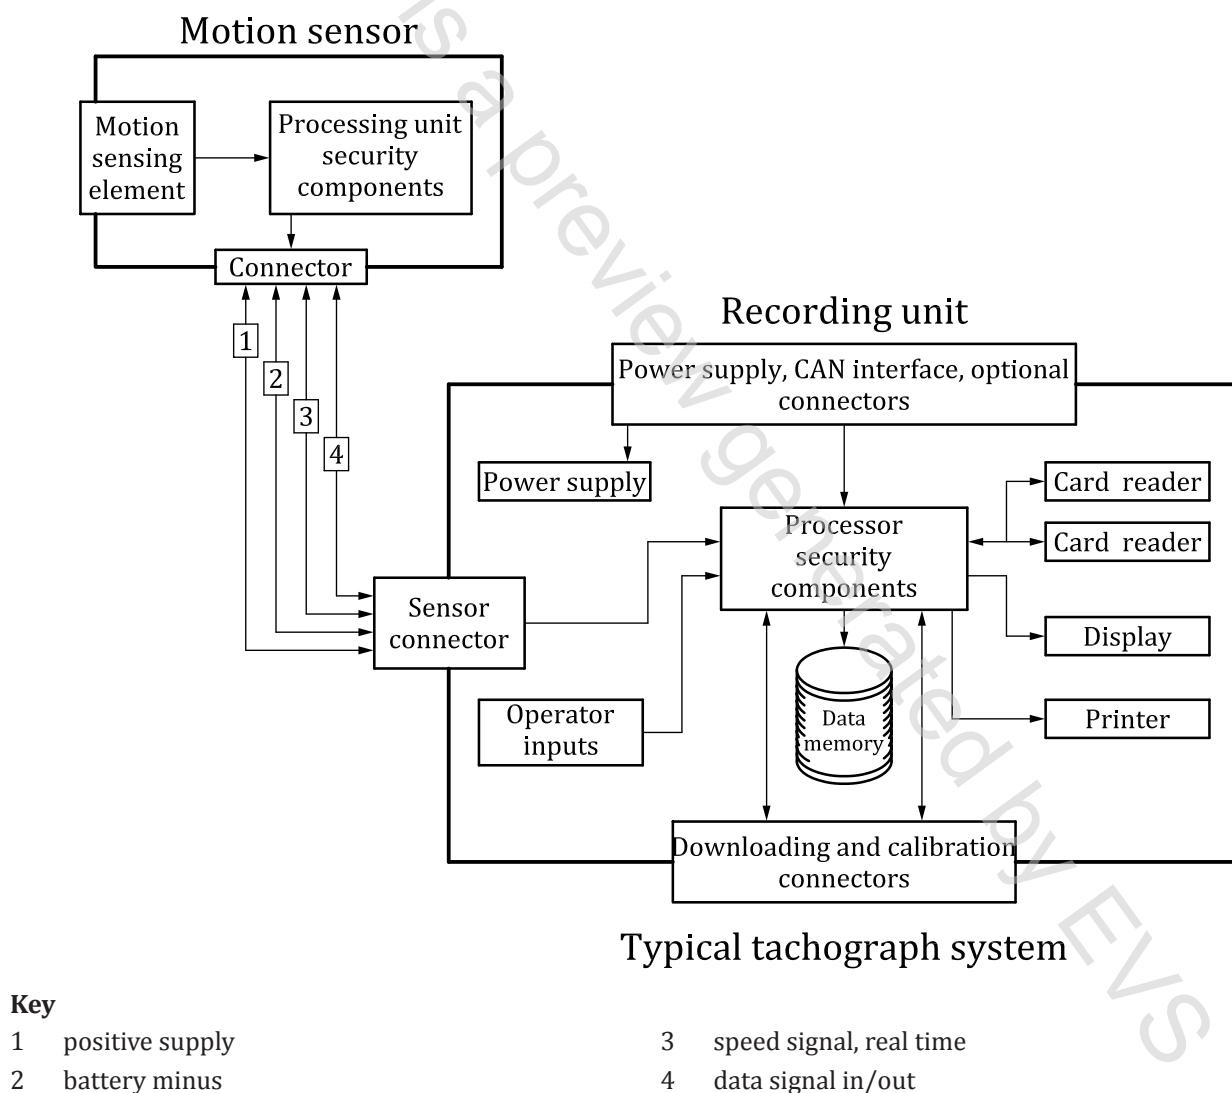 Motion sensor
Motion
sensing
element
Processing unit
security
components
Connector
1
2
3
4
Recording unit
Power supply, CAN interface, optional
connectors
Power supply
Processor
security
components
Card reader
Card reader
Display
Printer
Sensor
connector
Operator
inputs
Data
memory
Downloading and calibration
connectors
Typical tachograph system
Key
1 positive supply
2 battery minus
3 speed signal, real time
4 data signal in/out
is a preview generated by EVS